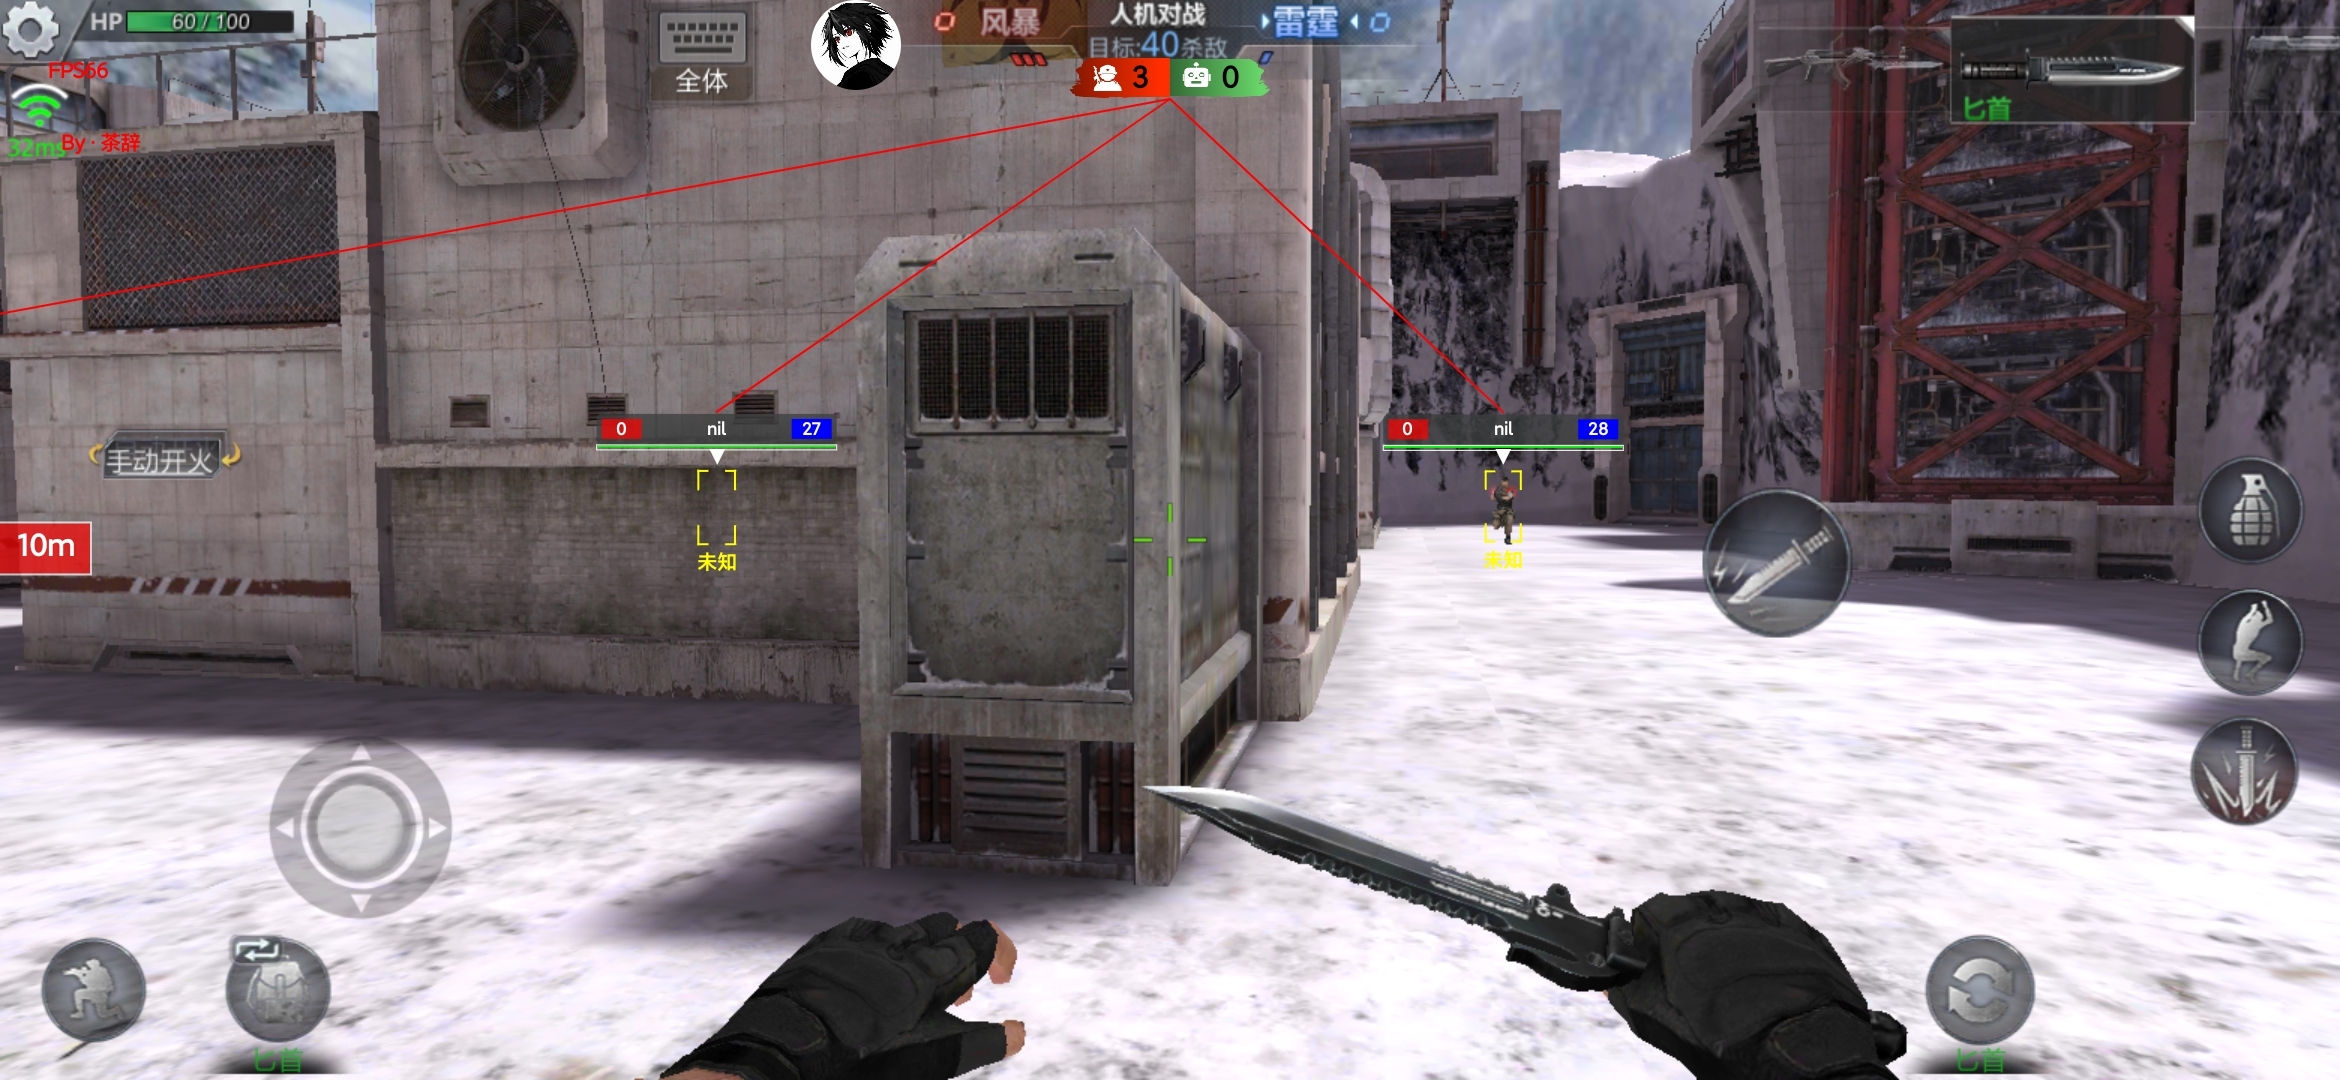 HP 60 / 100
FPS66
32ms
By · 茶辞
全体
风暴
人机对战
雷霆
目标:40杀敌
3
0
匕首
手动开火
0 nil 27
未知
0 nil 28
未知
10m
匕首
匕首